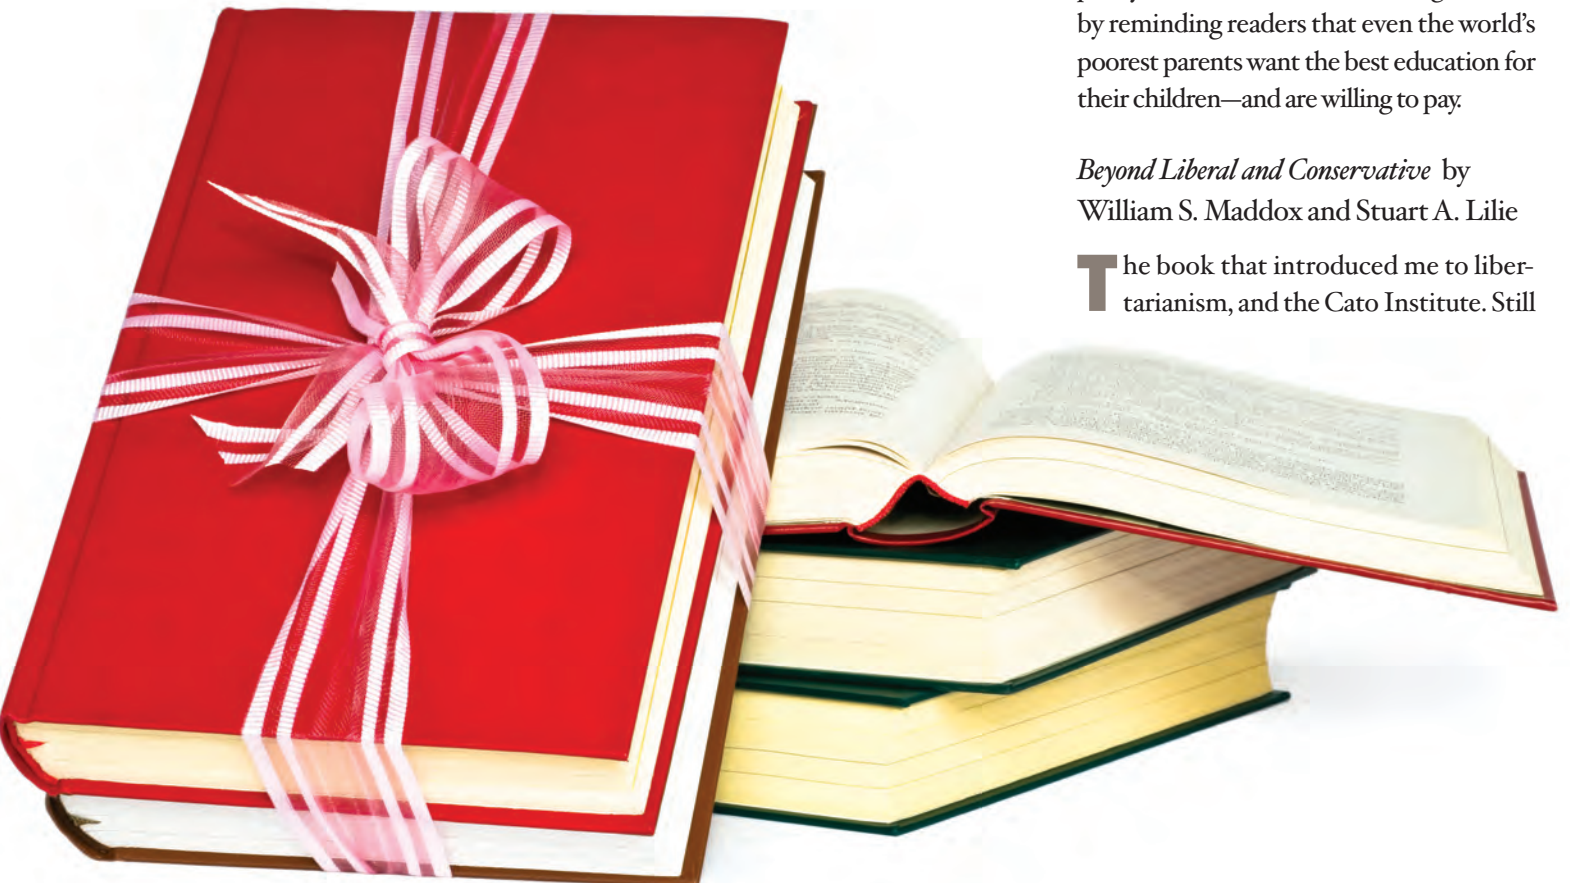 by reminding readers that even the world’s
poorest parents want the best education for
their children—and are willing to pay.
Beyond Liberal and Conservative by
William S. Maddox and Stuart A. Lilie
The book that introduced me to liber-
tarianism, and the Cato Institute. Still